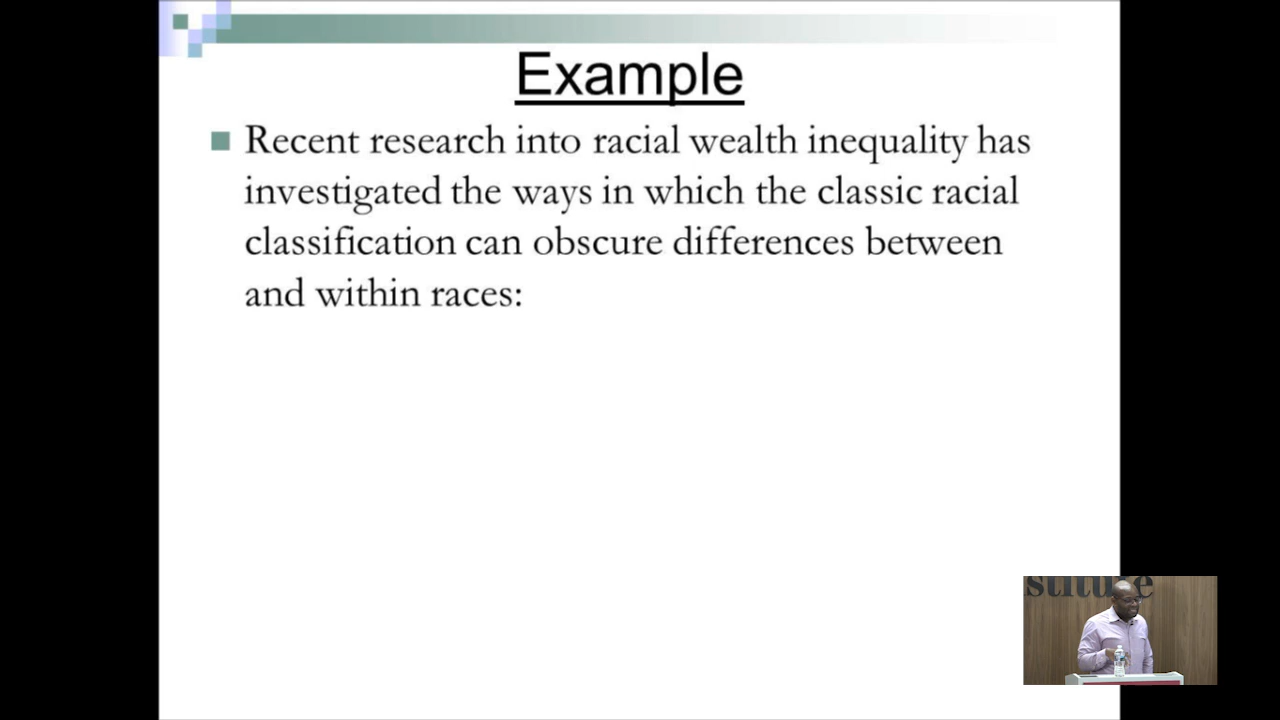 Example
Recent research into racial wealth inequality has
investigated the ways in which the classic racial
classification can obscure differences between
and within races:
stitute